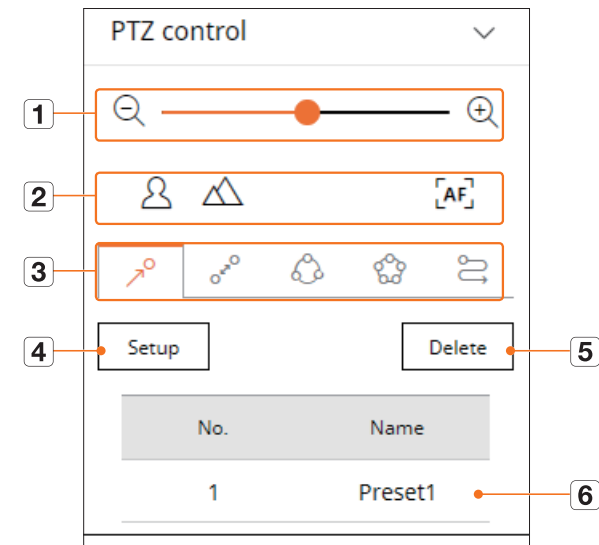 PTZ control
1
2
AF
3
4 Setup Delete 5
No. Name
1 Preset1 6